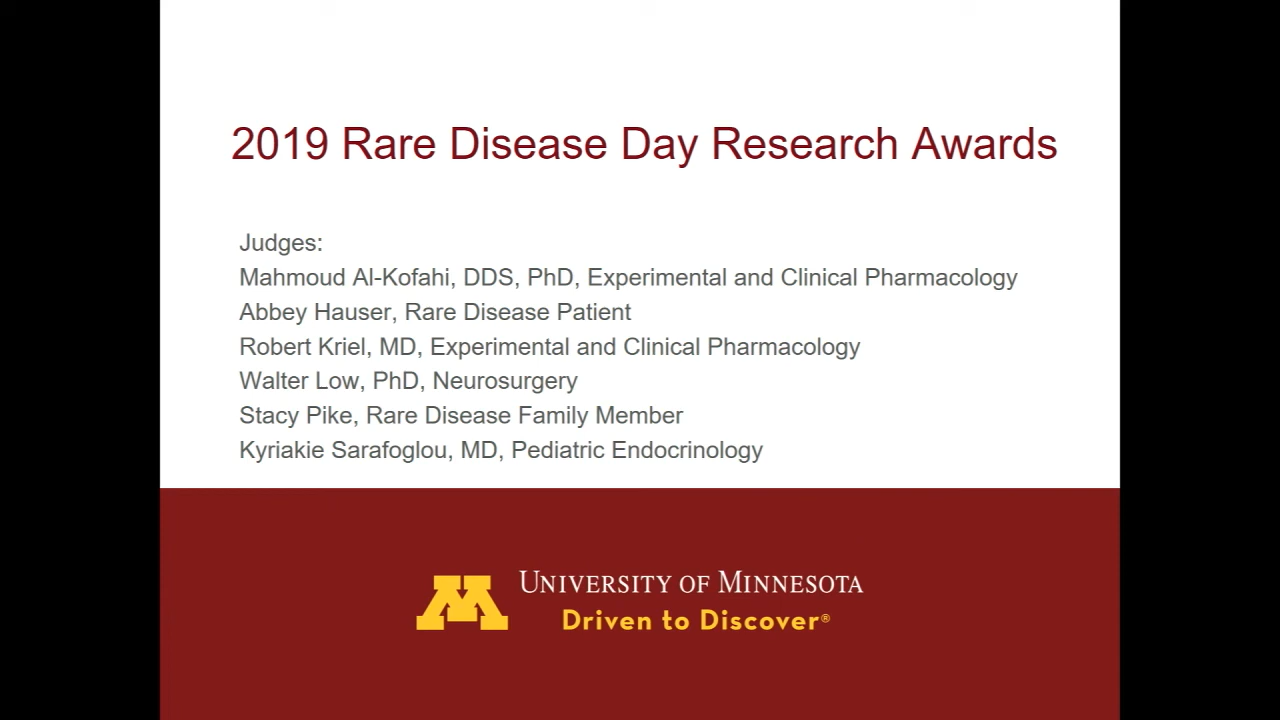 2019 Rare Disease Day Research Awards
Judges:
Mahmoud Al-Kofahi, DDS, PhD, Experimental and Clinical Pharmacology
Abbey Hauser, Rare Disease Patient
Robert Kriel, MD, Experimental and Clinical Pharmacology
Walter Low, PhD, Neurosurgery
Stacy Pike, Rare Disease Family Member
Kyriakie Sarafoglou, MD, Pediatric Endocrinology
M
University of Minnesota
Driven to Discover®